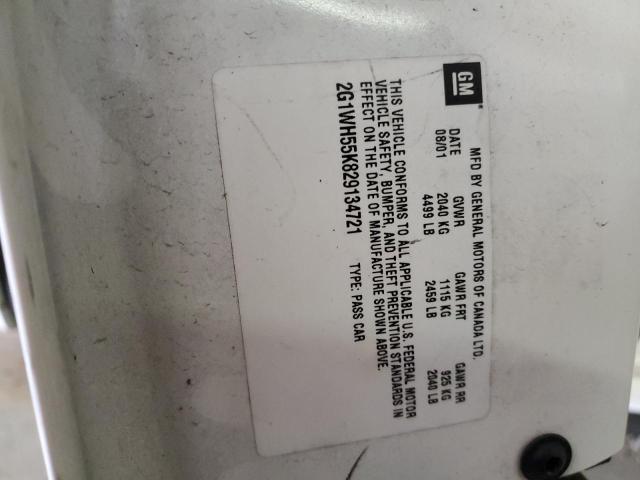 GM
MFD BY GENERAL MOTORS OF CANADA LTD.
DATE GVWR GAWR FRT GAWR RR
08/01 2040 KG 1115 KG 925 KG
4499 LB 2459 LB 2040 LB
THIS VEHICLE CONFORMS TO ALL APPLICABLE U.S. FEDERAL MOTOR
VEHICLE SAFETY, BUMPER, AND THEFT PREVENTION STANDARDS IN
EFFECT ON THE DATE OF MANUFACTURE SHOWN ABOVE.
2G1WH55K829134721 TYPE: PASS CAR